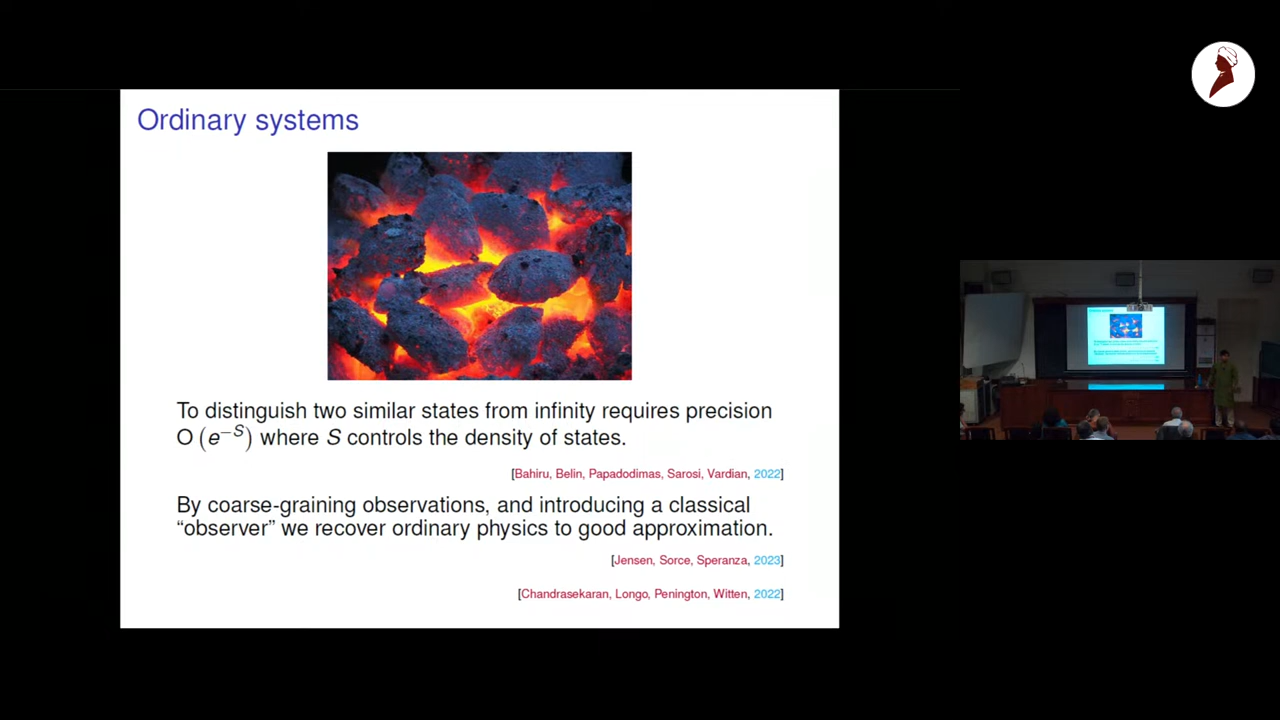 Ordinary systems
To distinguish two similar states from infinity requires precision
O (e^{-S}) where S controls the density of states.
[Bahiru, Belin, Papadodimas, Sarosi, Vardian, 2022]
By coarse-graining observations, and introducing a classical
“observer” we recover ordinary physics to good approximation.
[Jensen, Sorce, Speranza, 2023]
[Chandrasekaran, Longo, Penington, Witten, 2022]